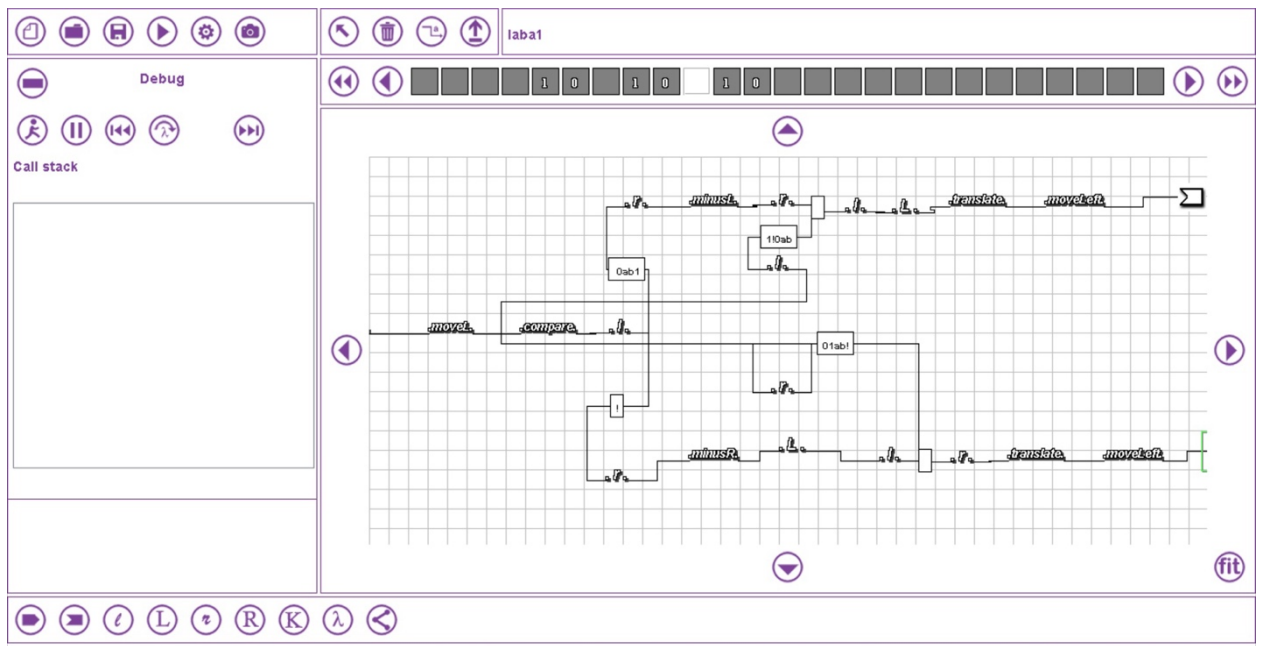 laba1
Debug
1 0 1 0 1 0
Call stack
.r. .minusL. .r. .l. .L. .translate. .moveLeft.
1!0ab
.l.
0ab1
.moveL. .compare. .l.
01ab!
.r.
!
.r. .minusR. .L. .l. .r. .translate. .moveLeft.
fit
l L r R K λ